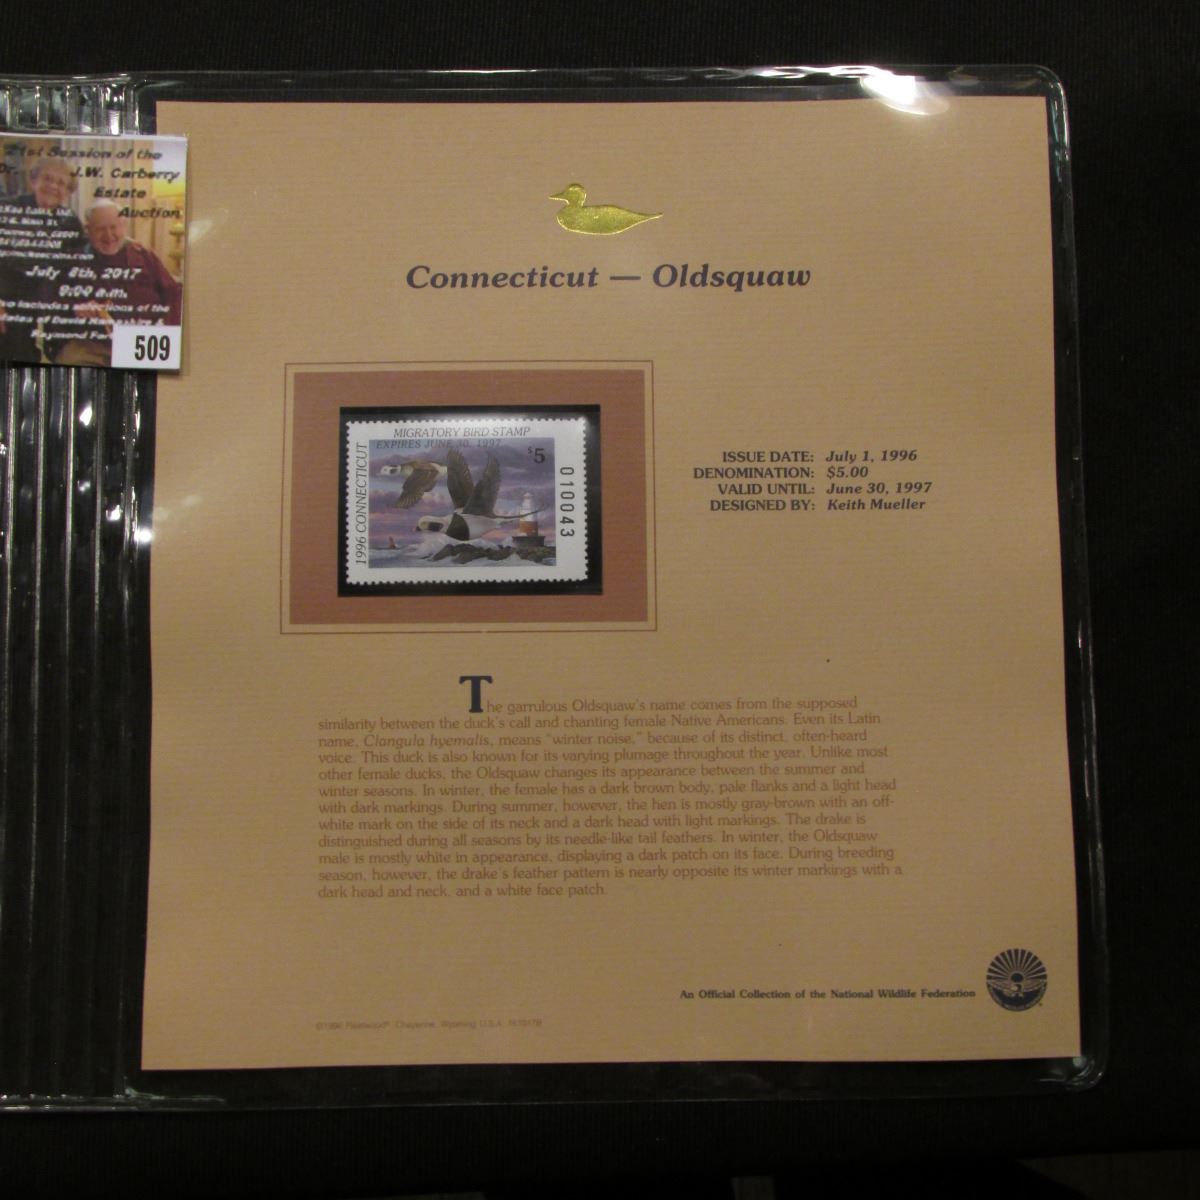 21st Session of the
Dr. J.W. Carberry
Estate
Auction
July 8th, 2017
9:00 a.m.
509
Connecticut — Oldsquaw
MIGRATORY BIRD STAMP
EXPIRES JUNE 30, 1997
$5
1996 CONNECTICUT
010043
ISSUE DATE: July 1, 1996
DENOMINATION: $5.00
VALID UNTIL: June 30, 1997
DESIGNED BY: Keith Mueller
The garrulous Oldsquaw's name comes from the supposed
similarity between the duck's call and chanting female Native Americans. Even its Latin
name, Clangula hyemalis, means "winter noise," because of its distinct, often-heard
voice. This duck is also known for its varying plumage throughout the year. Unlike most
other female ducks, the Oldsquaw changes its appearance between the summer and
winter seasons. In winter, the female has a dark brown body, pale flanks and a light head
with dark markings. During summer, however, the hen is mostly gray-brown with an off-
white mark on the side of its neck and a dark head with light markings. The drake is
distinguished during all seasons by its needle-like tail feathers. In winter, the Oldsquaw
male is mostly white in appearance, displaying a dark patch on its face. During breeding
season, however, the drake's feather pattern is nearly opposite its winter markings with a
dark head and neck, and a white face patch.
An Official Collection of the National Wildlife Federation
©1996 Fleetwood® Cheyenne, Wyoming U.S.A.